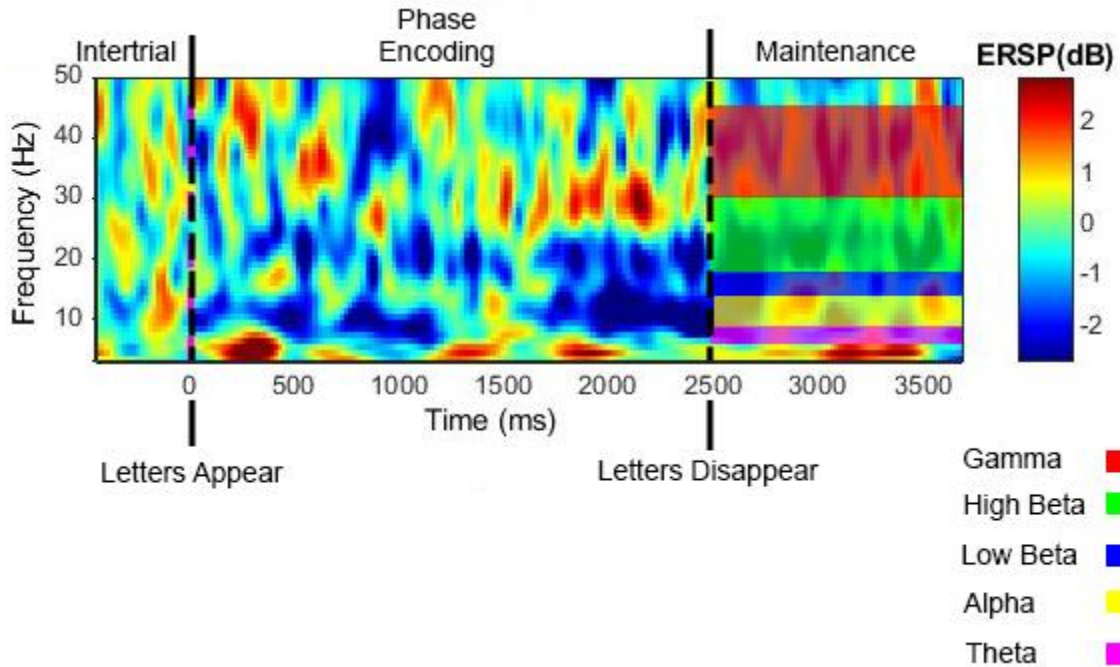 Phase
Intertrial Encoding Maintenance ERSP(dB)
50
40
30
20
10
Frequency (Hz)
2
1
0
-1
-2
0 500 1000 1500 2000 2500 3000 3500
Time (ms)
Letters Appear Letters Disappear
Gamma
High Beta
Low Beta
Alpha
Theta